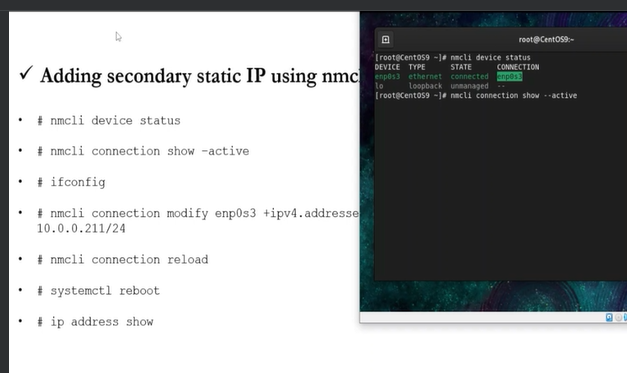 ✓ Adding secondary static IP using nmc
• # nmcli device status
• # nmcli connection show –active
• # ifconfig
• # nmcli connection modify enp0s3 +ipv4.addresse
10.0.0.211/24
• # nmcli connection reload
• # systemctl reboot
• # ip address show
root@CentOS9:~
[root@CentOS9 ~]# nmcli device status
DEVICE TYPE STATE CONNECTION
enp0s3 ethernet connected enp0s3
lo loopback unmanaged --
[root@CentOS9 ~]# nmcli connection show --active